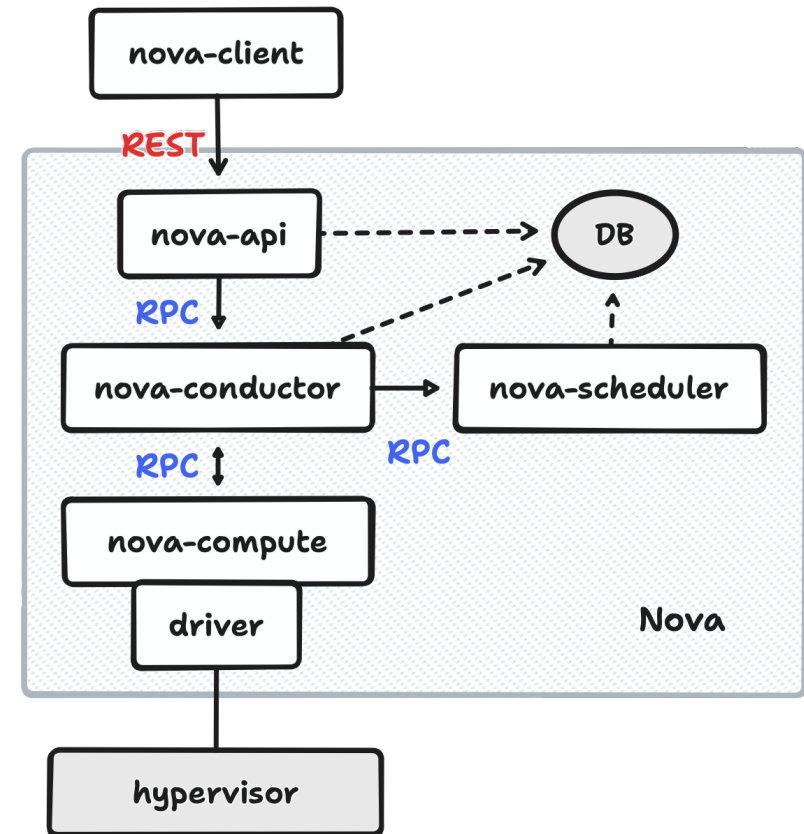 nova-client
REST
nova-api
DB
RPC
nova-conductor
nova-scheduler
RPC
RPC
nova-compute
driver
Nova
hypervisor